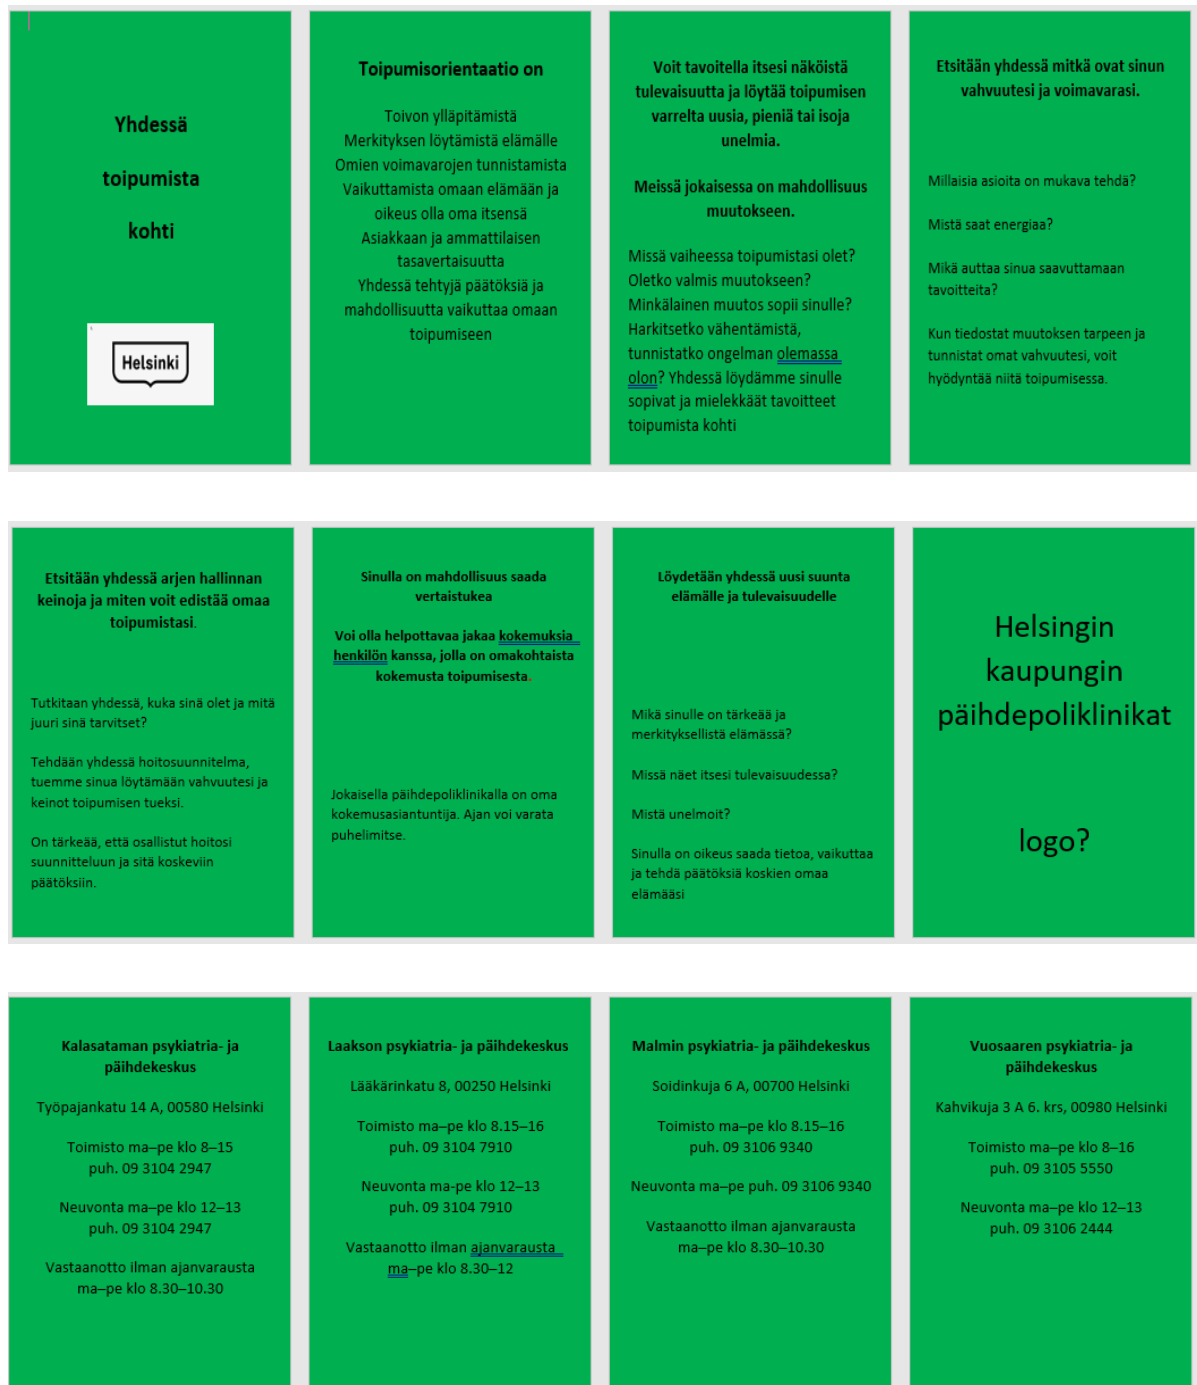 Yhdessä
toipumista
kohti
Helsinki
Toipumisorientaatio on
Toivon ylläpitämistä
Merkityksen löytämistä elämälle
Omien voimavarojen tunnistamista
Vaikuttamista omaan elämään ja
oikeus olla oma itsensä
Asiakkaan ja ammattilaisen
tasavertaisuutta
Yhdessä tehtyjä päätöksiä ja
mahdollisuutta vaikuttaa omaan
toipumiseen
Voit tavoitella itsesi näköistä
tulevaisuutta ja löytää toipumisen
varrelta uusia, pieniä tai isoja
unelmia.
Meissä jokaisessa on mahdollisuus
muutokseen.
Missä vaiheessa toipumistasi olet?
Oletko valmis muutokseen?
Minkälainen muutos sopii sinulle?
Harkitsetko vähentämistä,
tunnistatko ongelman olemassa
olon? Yhdessä löydämme sinulle
sopivat ja mielekkäät tavoitteet
toipumista kohti
Etsitään yhdessä mitkä ovat sinun
vahvuutesi ja voimavarasi.
Millaisia asioita on mukava tehdä?
Mistä saat energiaa?
Mikä auttaa sinua saavuttamaan
tavoitteita?
Kun tiedostat muutoksen tarpeen ja
tunnistat omat vahvuutesi, voit
hyödyntää niitä toipumisessa.
Etsitään yhdessä arjen hallinnan
keinoja ja miten voit edistää omaa
toipumistasi.
Tutkitaan yhdessä, kuka sinä olet ja mitä
juuri sinä tarvitset?
Tehdään yhdessä hoitosuunnitelma,
tuemme sinua löytämään vahvuutesi ja
keinot toipumisen tueksi.
On tärkeää, että osallistut hoitosi
suunnitteluun ja sitä koskeviin
päätöksiin.
Sinulla on mahdollisuus saada
vertaistukea
Voi olla helpottavaa jakaa kokemuksia
henkilön kanssa, jolla on omakohtaista
kokemusta toipumisesta.
Jokaisella päihdepoliklinikalla on oma
kokemusasiantuntija. Ajan voi varata
puhelimitse.
Löydetään yhdessä uusi suunta
elämälle ja tulevaisuudelle
Mikä sinulle on tärkeää ja
merkityksellistä elämässä?
Missä näet itsesi tulevaisuudessa?
Mistä unelmoit?
Sinulla on oikeus saada tietoa, vaikuttaa
ja tehdä päätöksiä koskien omaa
elämääsi
Helsingin
kaupungin
päihdepoliklinikat
logo?
Kalasataman psykiatria- ja
päihdekeskus
Työpajankatu 14 A, 00580 Helsinki
Toimisto ma–pe klo 8–15
puh. 09 3104 2947
Neuvonta ma–pe klo 12–13
puh. 09 3104 2947
Vastaanotto ilman ajanvarausta
ma–pe klo 8.30–10.30
Laakson psykiatria- ja päihdekeskus
Lääkärinkatu 8, 00250 Helsinki
Toimisto ma–pe klo 8.15–16
puh. 09 3104 7910
Neuvonta ma-pe klo 12–13
puh. 09 3104 7910
Vastaanotto ilman ajanvarausta
ma–pe klo 8.30–12
Malmin psykiatria- ja päihdekeskus
Soidinkuja 6 A, 00700 Helsinki
Toimisto ma–pe klo 8.15–16
puh. 09 3106 9340
Neuvonta ma–pe puh. 09 3106 9340
Vastaanotto ilman ajanvarausta
ma–pe klo 8.30–10.30
Vuosaaren psykiatria- ja
päihdekeskus
Kahvikuja 3 A 6. krs, 00980 Helsinki
Toimisto ma–pe klo 8–16
puh. 09 3105 5550
Neuvonta ma–pe klo 12–13
puh. 09 3106 2444